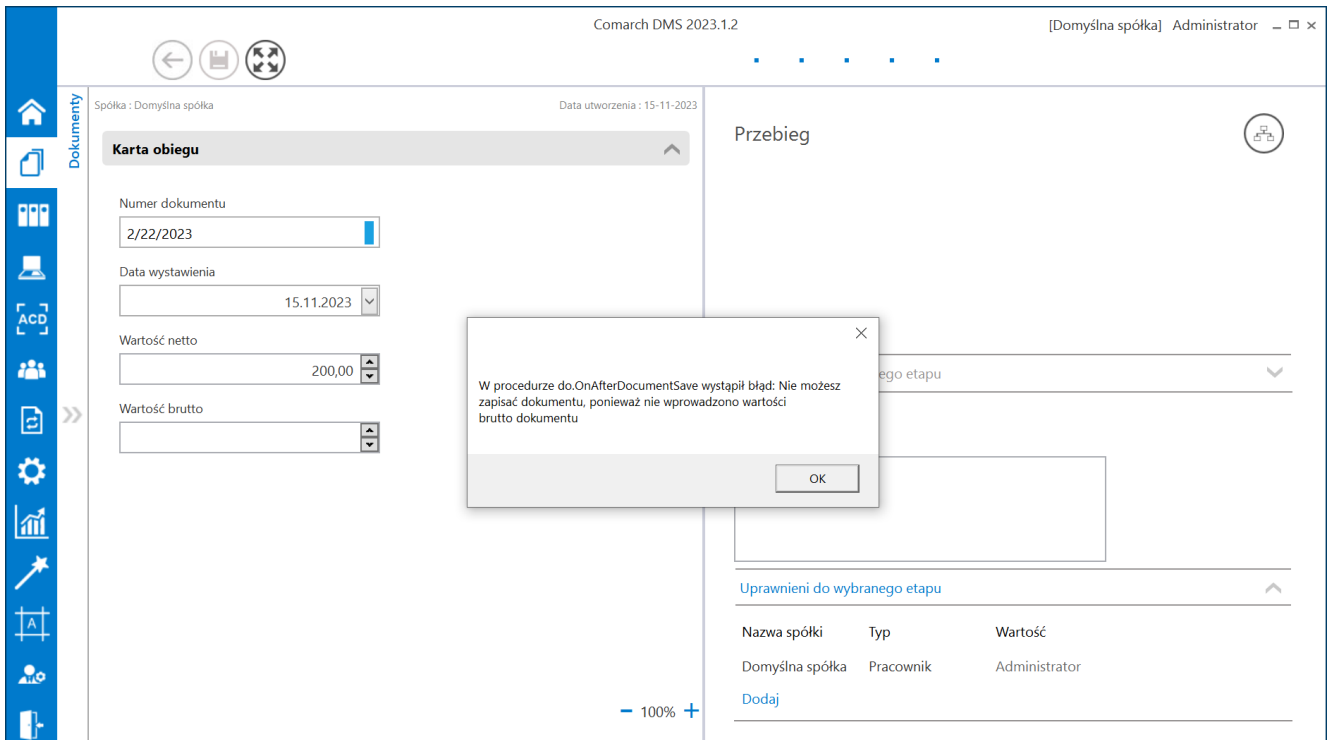 Comarch DMS 2023.1.2
[Domyślna spółka] Administrator
Dokumenty
Spółka : Domyślna spółka
Data utworzenia : 15-11-2023
Karta obiegu
Numer dokumentu
2/22/2023
Data wystawienia
15.11.2023
Wartość netto
200,00
Wartość brutto
100%
ACD
A
Przebieg
ego etapu
W procedurze do.OnAfterDocumentSave wystąpił błąd: Nie możesz
zapisać dokumentu, ponieważ nie wprowadzono wartości
brutto dokumentu
OK
Uprawnieni do wybranego etapu
Nazwa spółki Typ Wartość
Domyślna spółka Pracownik Administrator
Dodaj